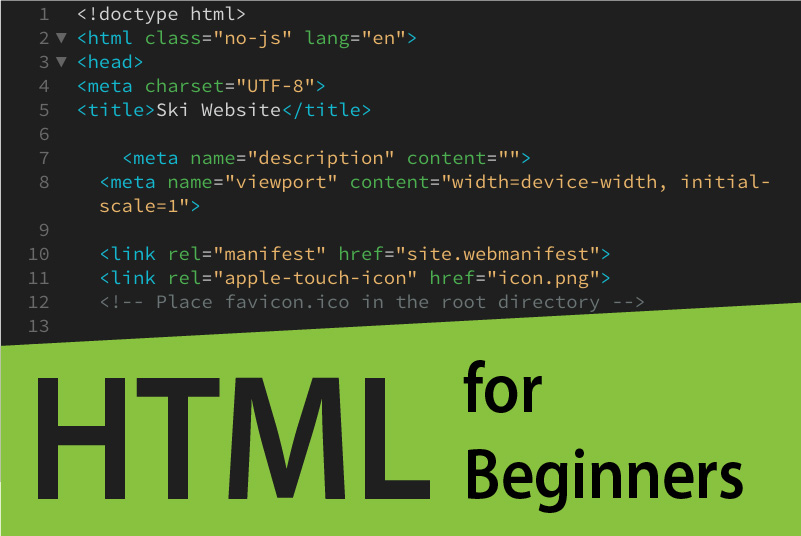 1 <!doctype html>
2 ▼ <html class="no-js" lang="en">
3 ▼ <head>
4 <meta charset="UTF-8">
5 <title>Ski Website</title>
6
7 <meta name="description" content="">
8 <meta name="viewport" content="width=device-width, initial-
scale=1">
9
10 <link rel="manifest" href="site.webmanifest">
11 <link rel="apple-touch-icon" href="icon.png">
12 <!-- Place favicon.ico in the root directory -->
13
HTML
for
Beginners